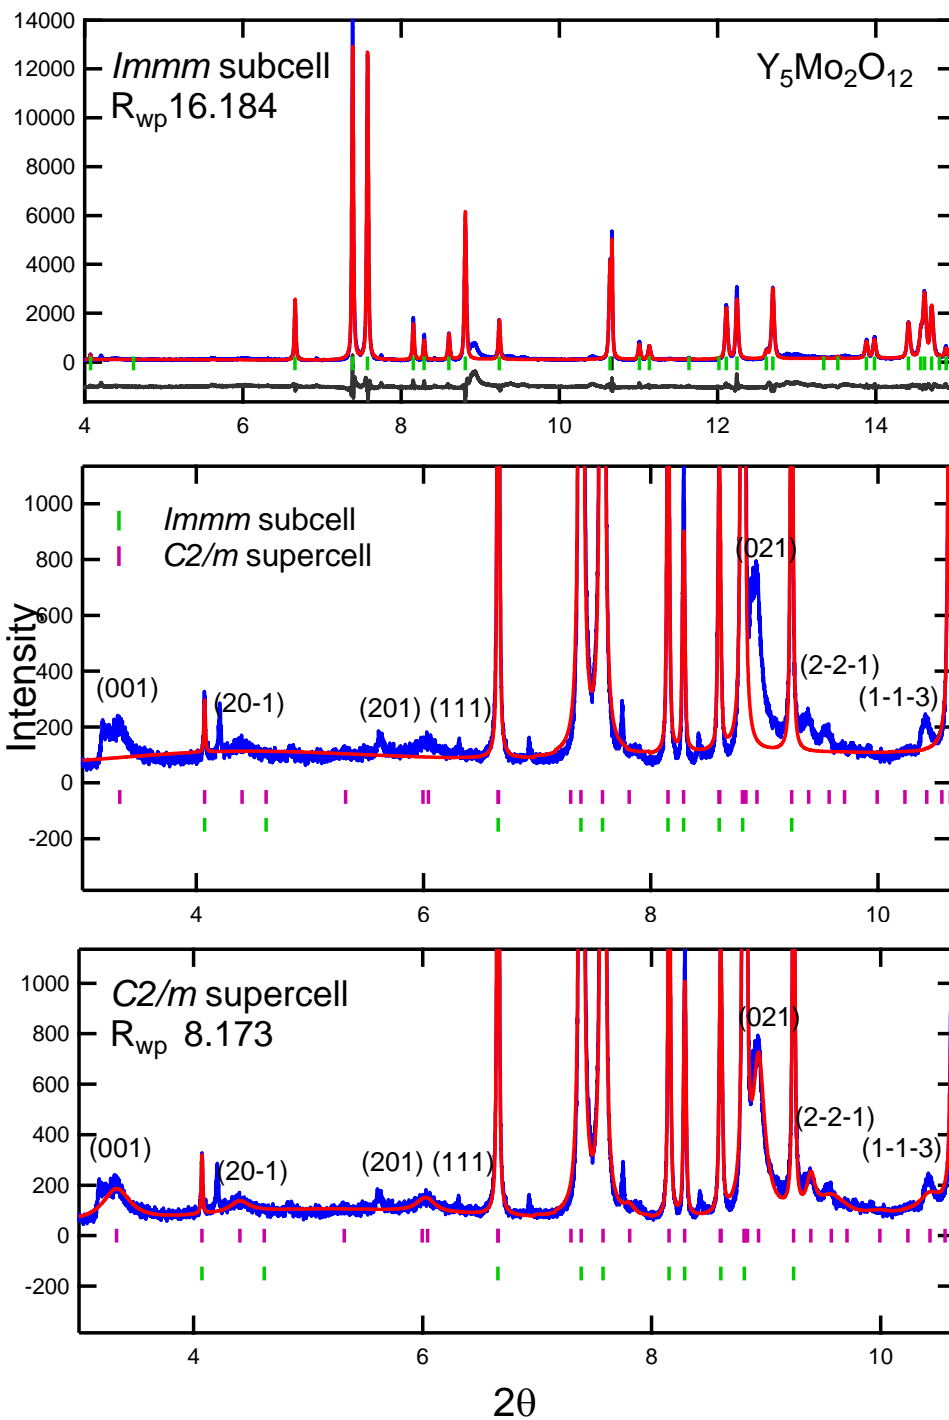 14000
12000
10000
8000
6000
4000
2000
0
Immm subcell
Rwp 16.184
Y5Mo2O12
4 6 8 10 12 14
1000
800
600
400
200
0
-200
Immm subcell
C2/m supercell
(021)
(2-2-1)
(1-1-3)
(001)
(20-1)
(201) (111)
4 6 8 10
Intensity
1000
800
600
400
200
0
-200
C2/m supercell
Rwp 8.173
(021)
(2-2-1)
(1-1-3)
(001)
(20-1)
(201) (111)
4 6 8 10
2θ